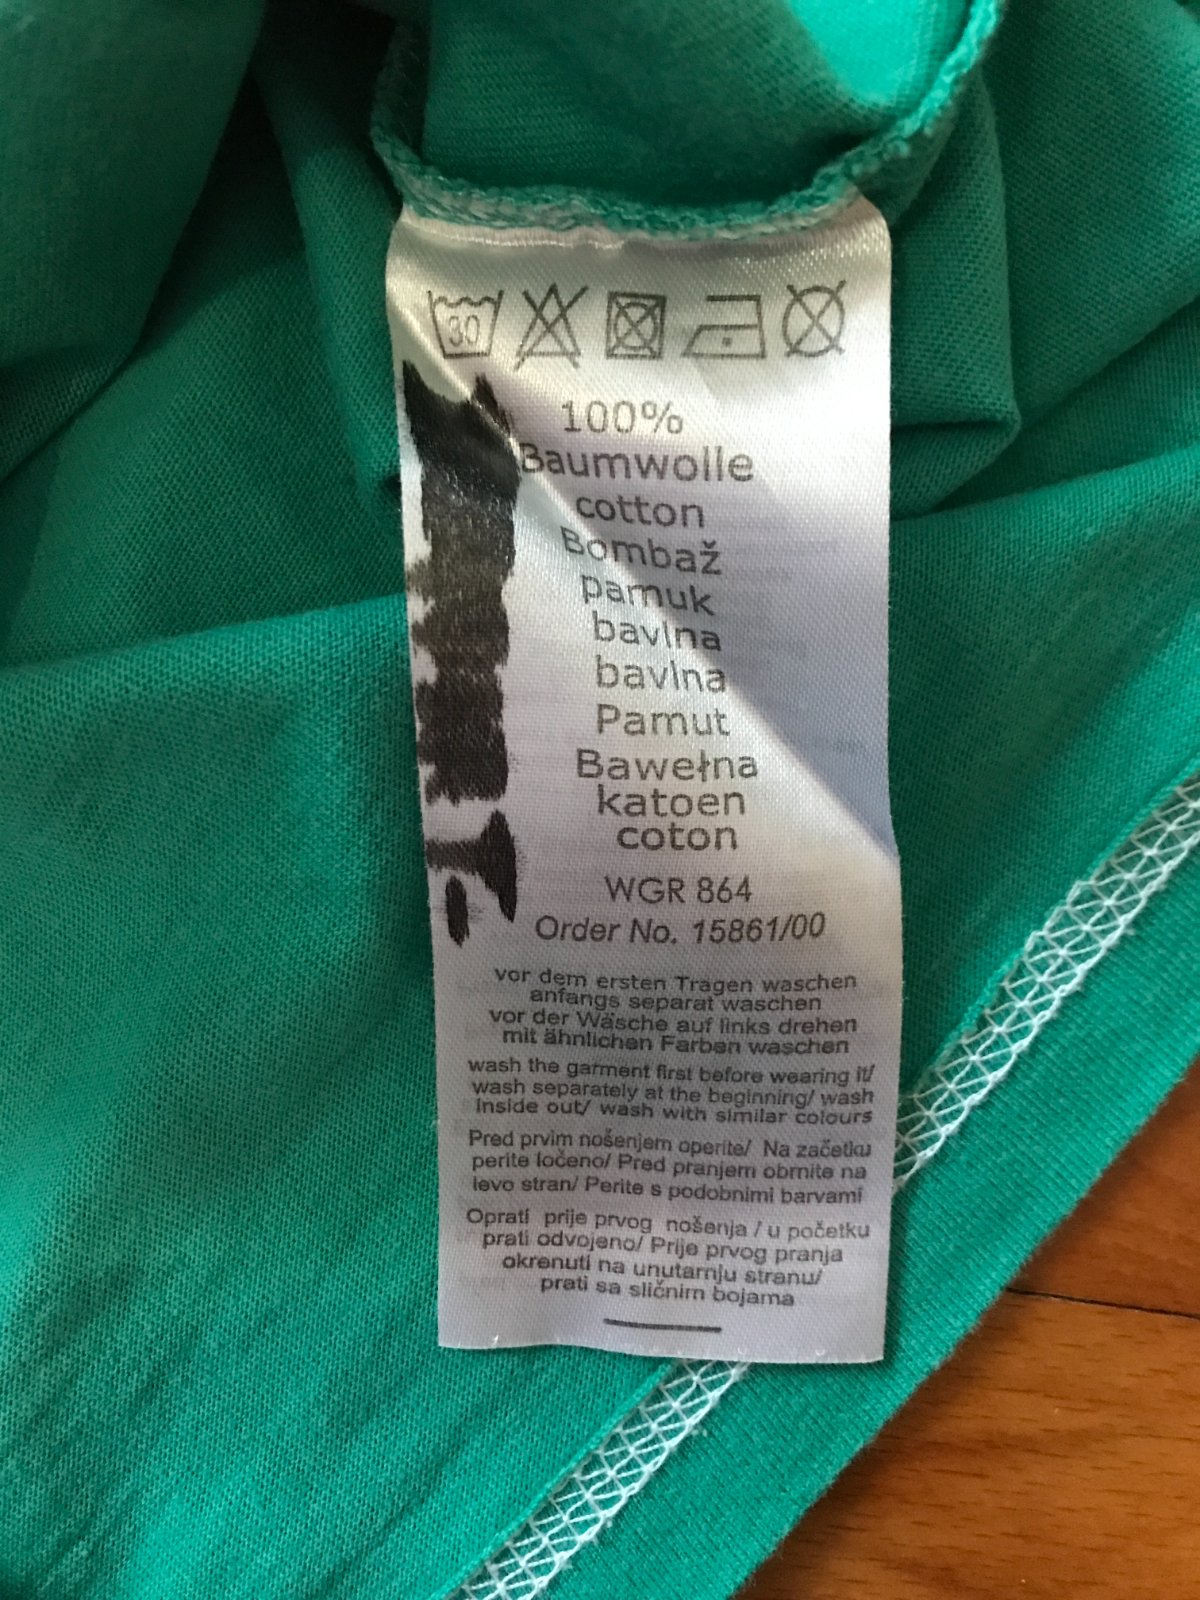 30
100%
Baumwolle
cotton
Bombaž
pamuk
bavlna
bavlna
Pamut
Bawełna
katoen
coton
WGR 864
Order No. 15861/00
vor dem ersten Tragen waschen
anfangs separat waschen
vor der Wäsche auf links drehen
mit ähnlichen Farben waschen
wash the garment first before wearing it/
wash separately at the beginning/ wash
inside out/ wash with similar colours
Pred prvim nošenjem operite/ Na začetku
perite ločeno/ Pred pranjem obrnite na
levo stran/ Perite s podobnimi barvami
Oprati prije prvog nošenja / u početku
prati odvojeno/ Prije prvog pranja
okrenuti na unutarnju stranu/
prati sa sličnim bojama